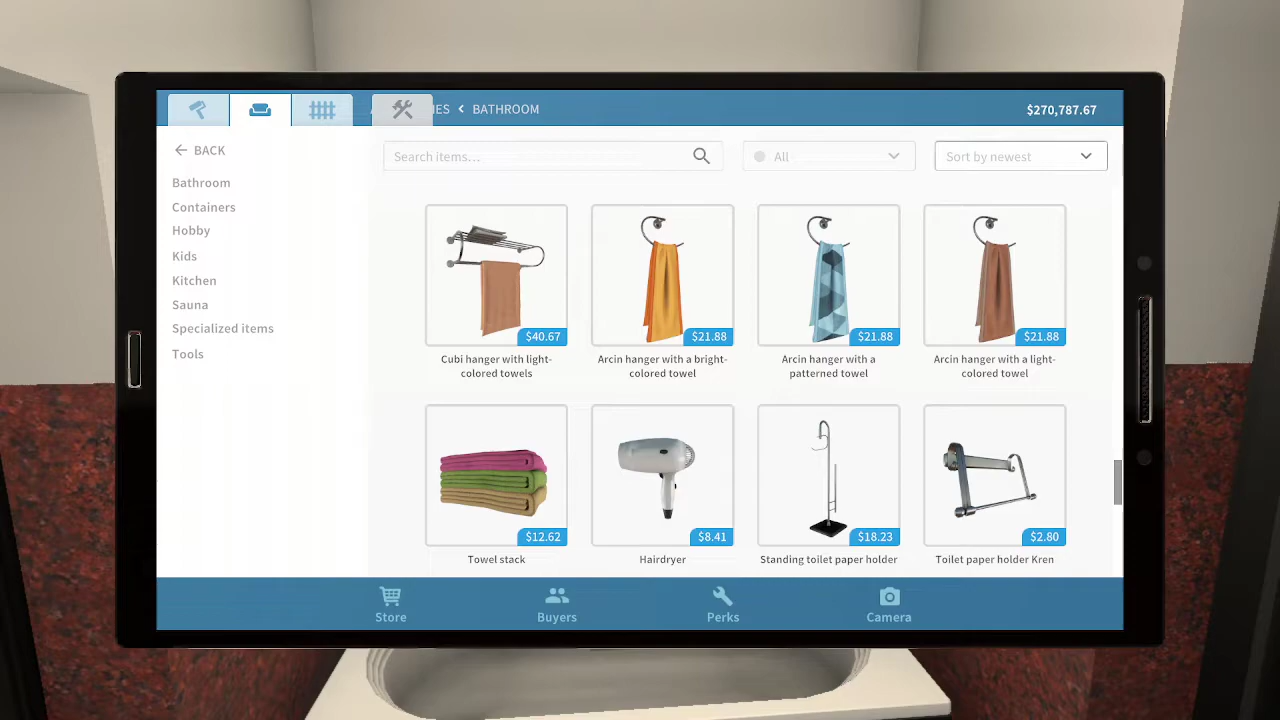 IES < BATHROOM
$270,787.67
BACK
Search items...
All
Sort by newest
Bathroom
Containers
Hobby
Kids
Kitchen
Sauna
Specialized items
Tools
$40.67
$21.88
$21.88
$21.88
Cubi hanger with light-
colored towels
Arcin hanger with a bright-
colored towel
Arcin hanger with a
patterned towel
Arcin hanger with a light-
colored towel
$12.62
$8.41
$18.23
$2.80
Towel stack
Hairdryer
Standing toilet paper holder
Toilet paper holder Kren
Store
Buyers
Perks
Camera